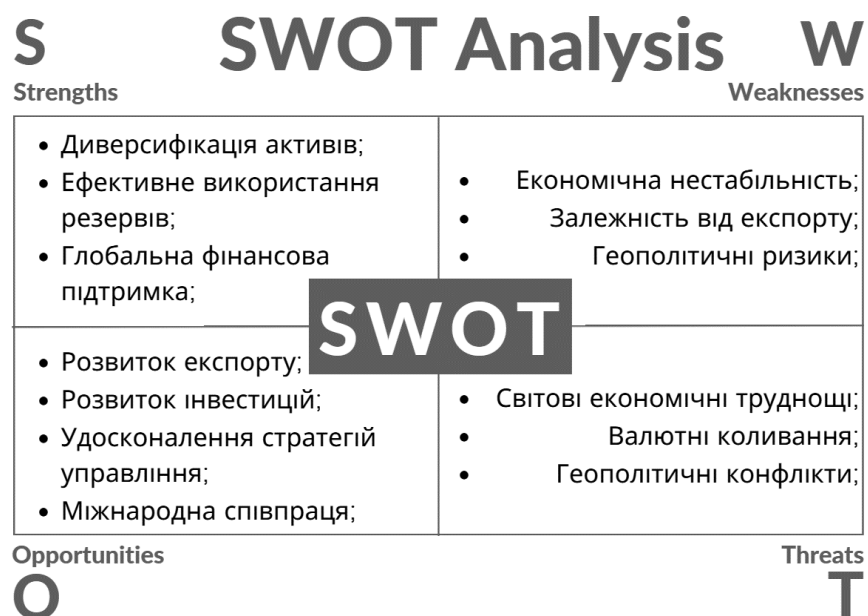 S SWOT Analysis W
Strengths Weaknesses
• Диверсифікація активів;
• Ефективне використання
резервів;
• Глобальна фінансова
підтримка;
• Економічна нестабільність;
• Залежність від експорту;
• Геополітичні ризики;
SWOT
• Розвиток експорту;
• Розвиток інвестицій;
• Удосконалення стратегій
управління;
• Міжнародна співпраця;
• Світові економічні труднощі;
• Валютні коливання;
• Геополітичні конфлікти;
Opportunities Threats
O T